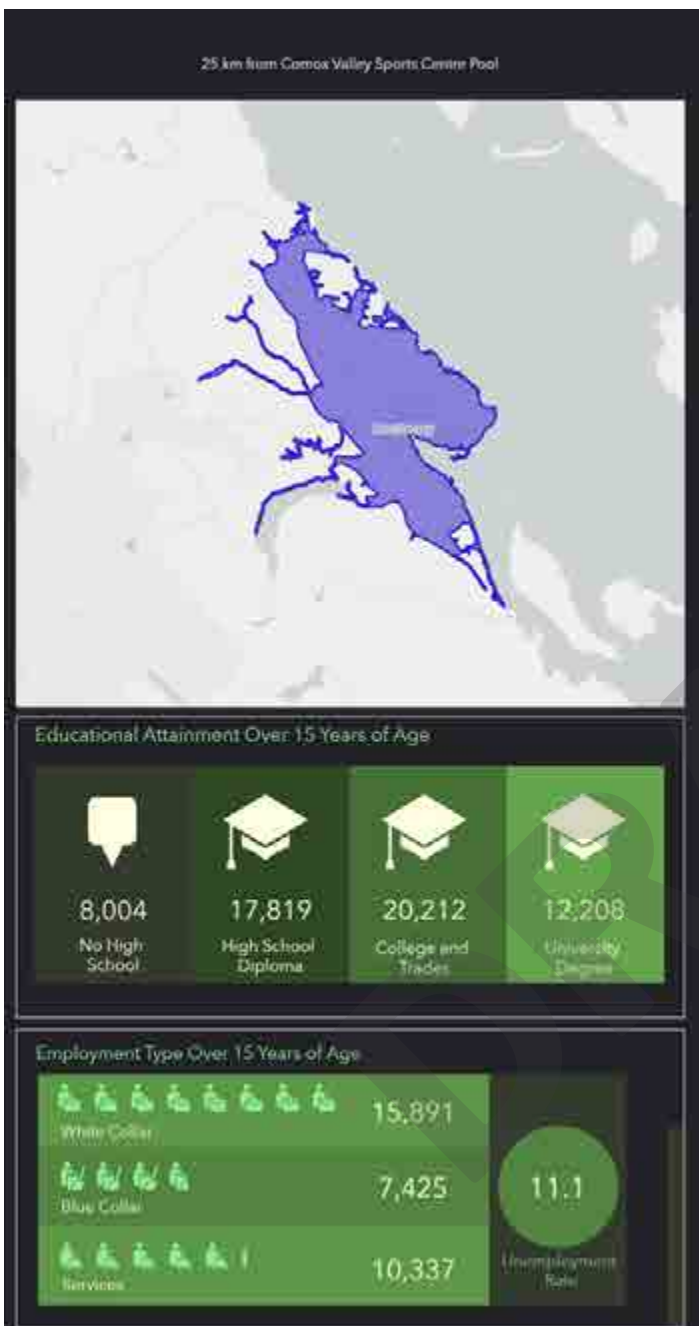 25 km from Comox Valley Sports Centre Pool
Educational Attainment Over 15 Years of Age
8,004
No High
School
17,819
High School
Diploma
20,212
College and
Trades
12,208
University
Degree
Employment Type Over 15 Years of Age
White Collar
15,891
Blue Collar
7,425
Services
10,337
11.1
Unemployment
Rate